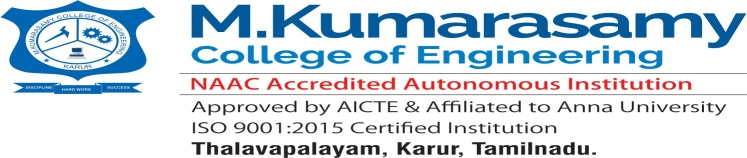 M.KUMARASAMY COLLEGE OF ENGINEERING
KARUR
DISCIPLINE HARD WORK SUCCESS
M.Kumarasamy
College of Engineering
NAAC Accredited Autonomous Institution
Approved by AICTE & Affiliated to Anna University
ISO 9001:2015 Certified Institution
Thalavapalayam, Karur, Tamilnadu.